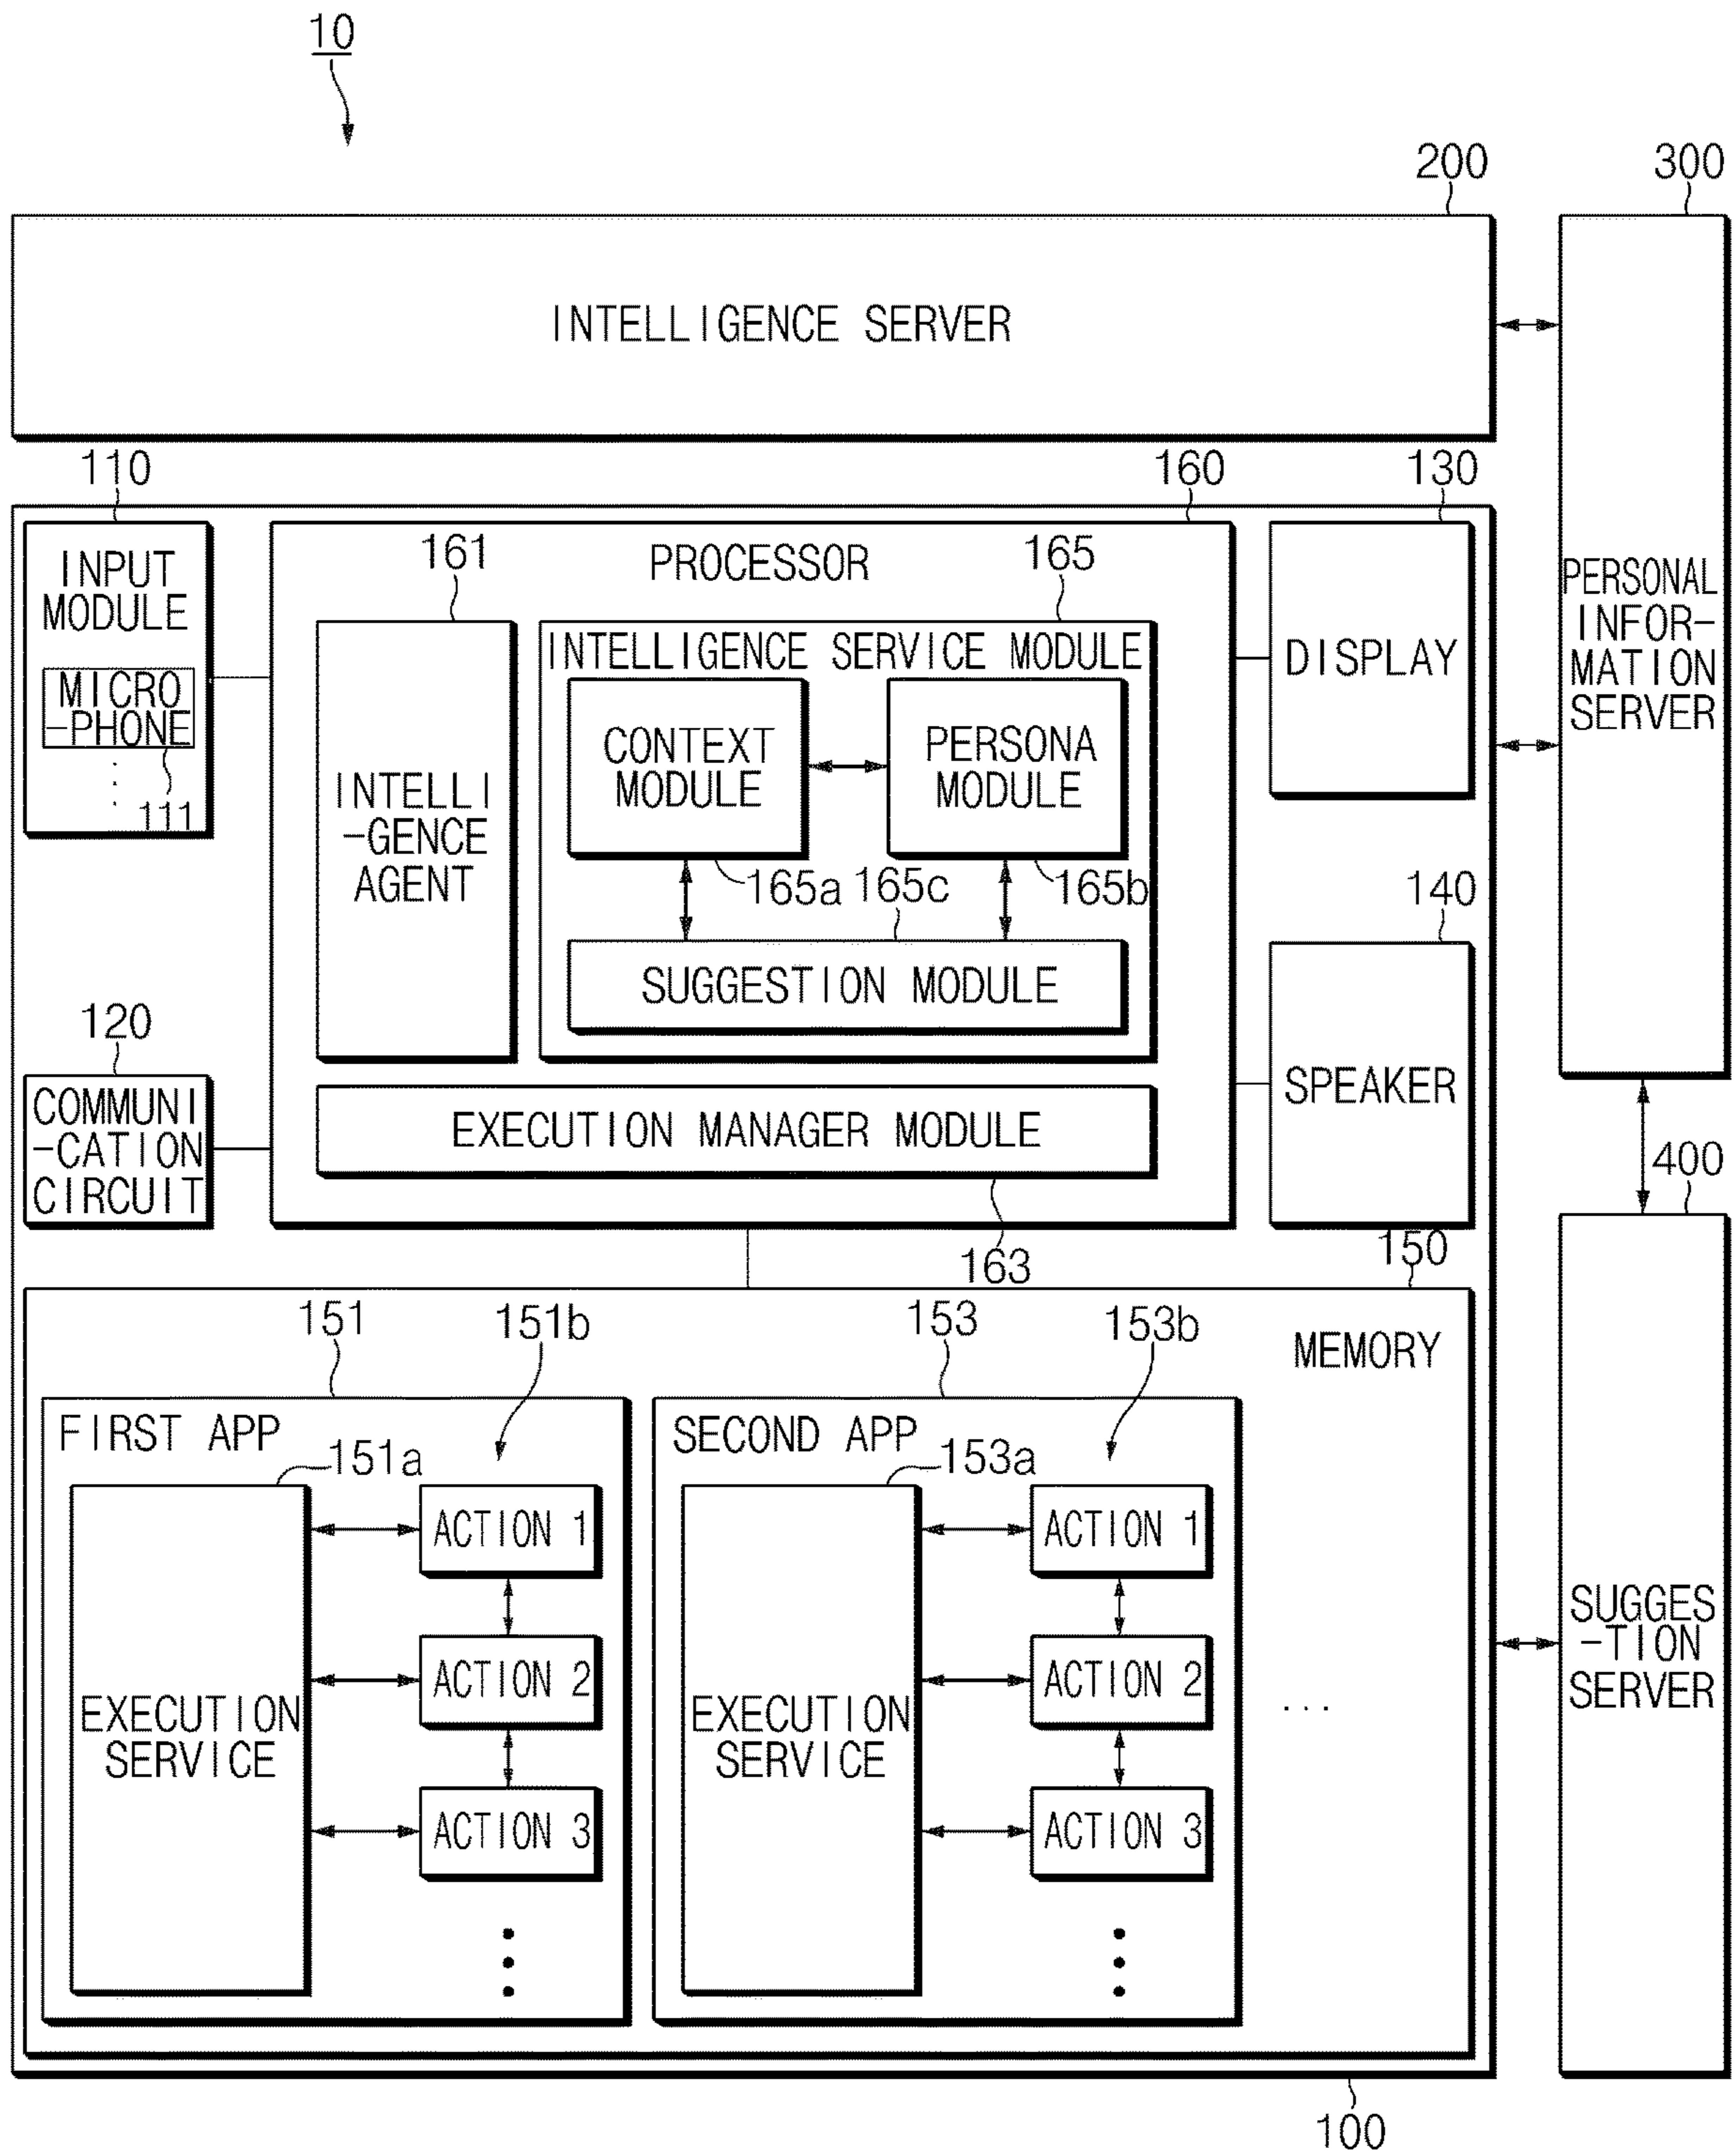 10
200
300
INTELLIGENCE SERVER
110
160
130
INPUT
MODULE
MICRO
-PHONE
111
PROCESSOR
161
165
INTELLI
-GENCE
AGENT
INTELLIGENCE SERVICE MODULE
CONTEXT
MODULE
PERSONA
MODULE
165a
165c
165b
SUGGESTION MODULE
DISPLAY
PERSONAL
INFOR-
MATION
SERVER
140
120
COMMUNI
-CATION
CIRCUIT
EXECUTION MANAGER MODULE
SPEAKER
163
400
150
151
151b
153
153b
MEMORY
FIRST APP
151a
SECOND APP
153a
EXECUTION
SERVICE
ACTION 1
ACTION 2
ACTION 3
EXECUTION
SERVICE
ACTION 1
ACTION 2
ACTION 3
...
SUGGES
-TION
SERVER
100